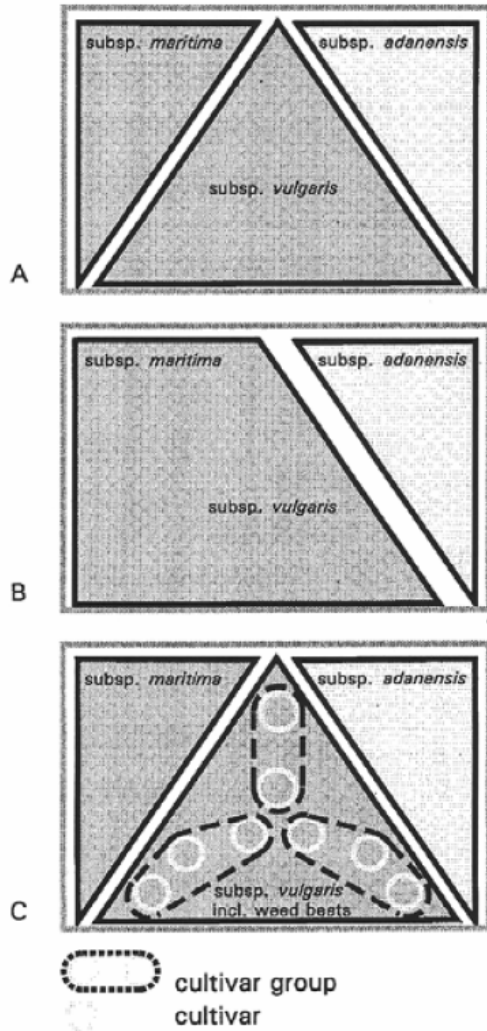 subsp. maritima
subsp. adanensis
subsp. vulgaris
A
subsp. maritima
subsp. adanensis
subsp. vulgaris
B
subsp. maritima
subsp. adanensis
subsp. vulgaris
incl. weed beets
C
cultivar group
cultivar